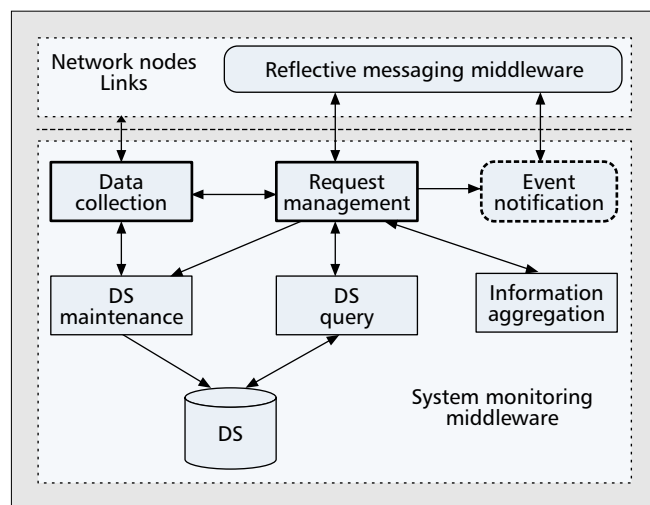 Network nodes
Links
Reflective messaging middleware
Data
collection
Request
management
Event
notification
DS
maintenance
DS
query
Information
aggregation
DS
System monitoring
middleware